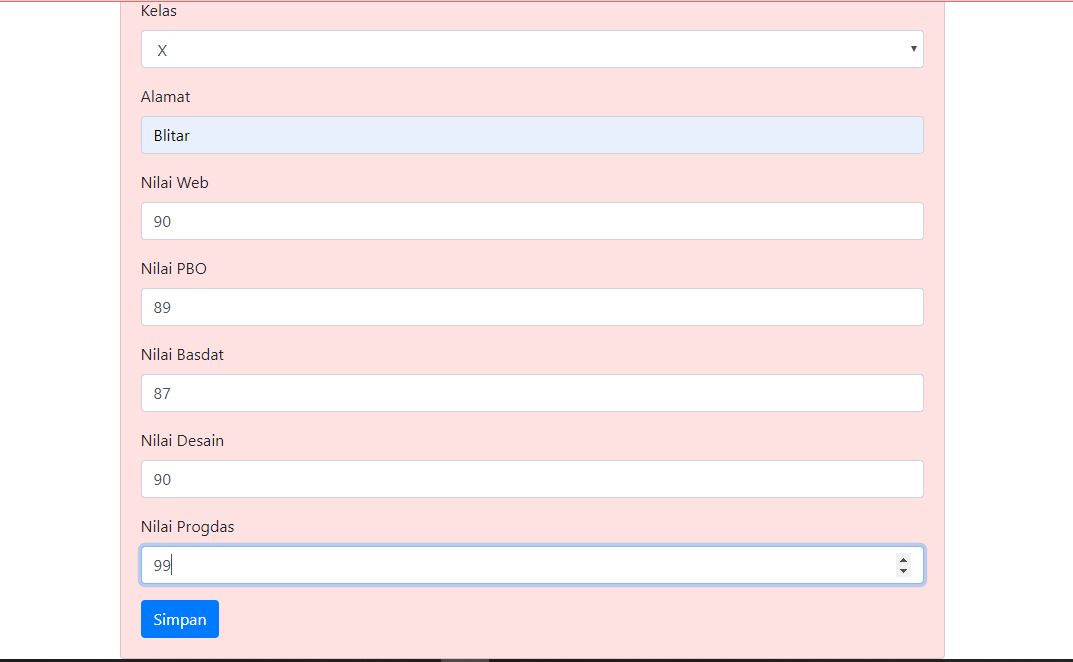 Kelas
X
Alamat
Blitar
Nilai Web
90
Nilai PBO
89
Nilai Basdat
87
Nilai Desain
90
Nilai Progdas
99
Simpan